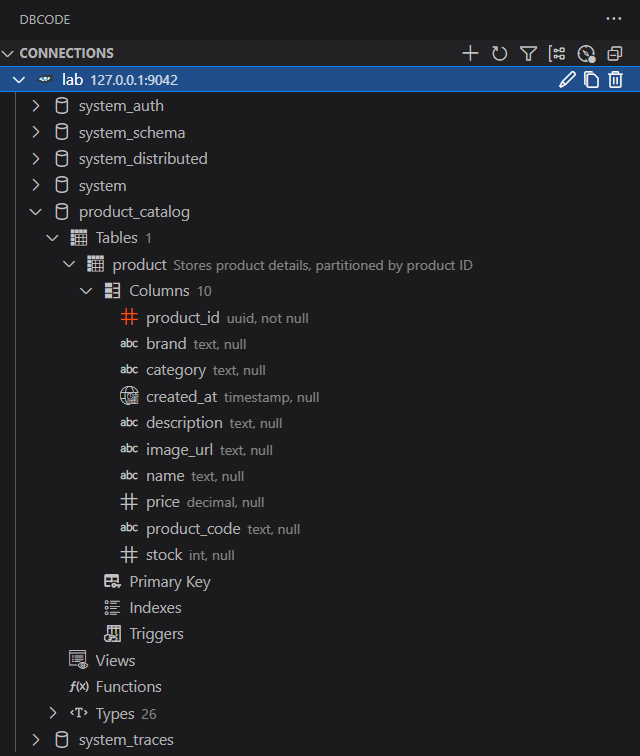 DBCODE
CONNECTIONS
lab 127.0.0.1:9042
system_auth
system_schema
system_distributed
system
product_catalog
Tables 1
product Stores product details, partitioned by product ID
Columns 10
product_id uuid, not null
abc brand text, null
abc category text, null
created_at timestamp, null
abc description text, null
abc image_url text, null
abc name text, null
price decimal, null
abc product_code text, null
stock int, null
Primary Key
Indexes
Triggers
Views
f(x) Functions
<T> Types 26
system_traces